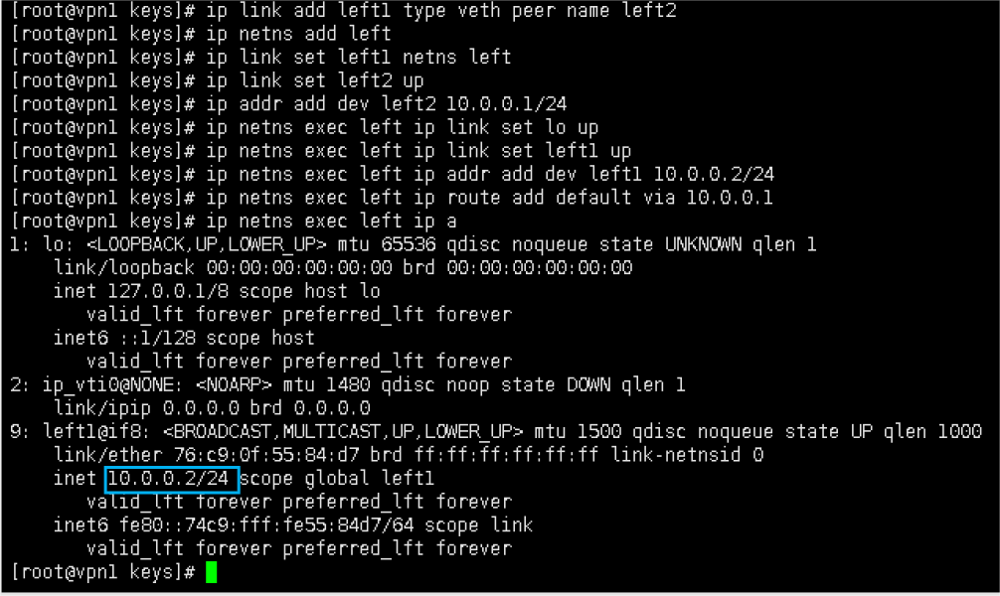 [root@vpn1 keys]# ip link add left1 type veth peer name left2
[root@vpn1 keys]# ip netns add left
[root@vpn1 keys]# ip link set left1 netns left
[root@vpn1 keys]# ip link set left2 up
[root@vpn1 keys]# ip addr add dev left2 10.0.0.1/24
[root@vpn1 keys]# ip netns exec left ip link set lo up
[root@vpn1 keys]# ip netns exec left ip link set left1 up
[root@vpn1 keys]# ip netns exec left ip addr add dev left1 10.0.0.2/24
[root@vpn1 keys]# ip netns exec left ip route add default via 10.0.0.1
[root@vpn1 keys]# ip netns exec left ip a
1: lo: <LOOPBACK,UP,LOWER_UP> mtu 65536 qdisc noqueue state UNKNOWN qlen 1
    link/loopback 00:00:00:00:00:00 brd 00:00:00:00:00:00
    inet 127.0.0.1/8 scope host lo
       valid_lft forever preferred_lft forever
    inet6 ::1/128 scope host
       valid_lft forever preferred_lft forever
2: ip_vti0@NONE: <NOARP> mtu 1480 qdisc noop state DOWN qlen 1
    link/ipip 0.0.0.0 brd 0.0.0.0
9: left1@if8: <BROADCAST,MULTICAST,UP,LOWER_UP> mtu 1500 qdisc noqueue state UP qlen 1000
    link/ether 76:c9:0f:55:84:d7 brd ff:ff:ff:ff:ff:ff link-netnsid 0
    inet 10.0.0.2/24 scope global left1
       valid_lft forever preferred_lft forever
    inet6 fe80::74c9:fff:fe55:84d7/64 scope link
       valid_lft forever preferred_lft forever
[root@vpn1 keys]#